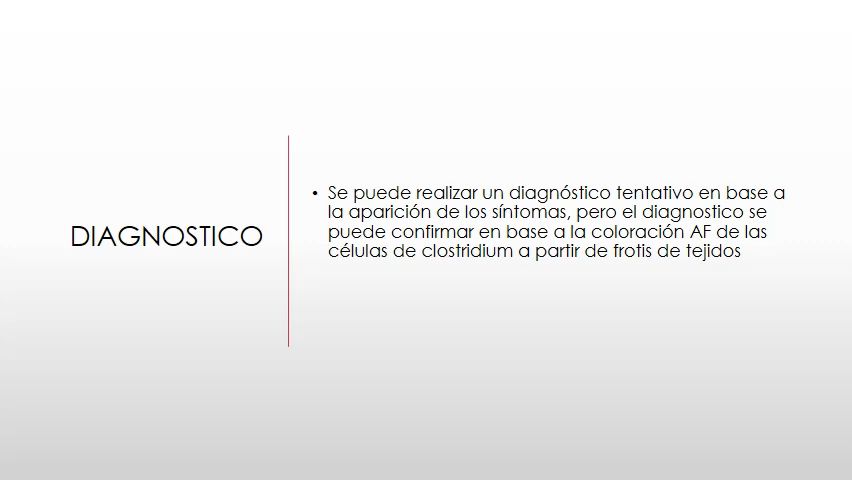 DIAGNOSTICO
• Se puede realizar un diagnóstico tentativo en base a
la aparición de los síntomas, pero el diagnostico se
puede confirmar en base a la coloración AF de las
células de clostridium a partir de frotis de tejidos